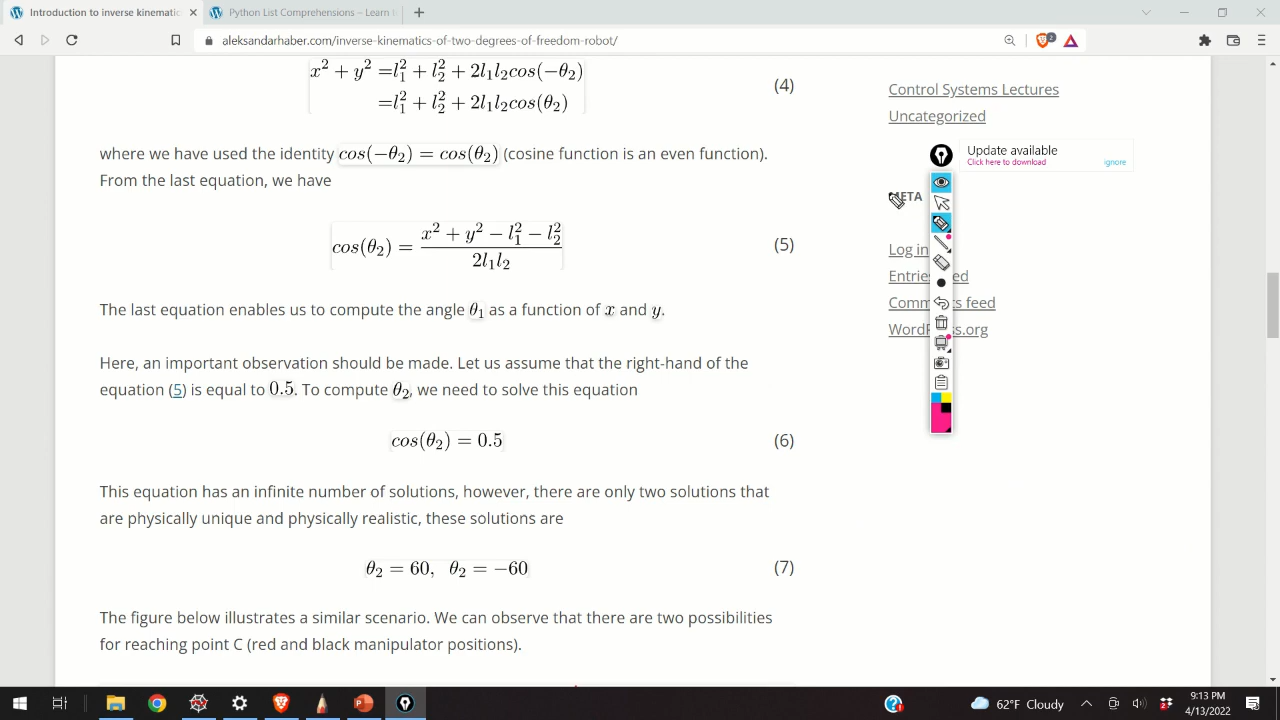 Introduction to inverse kinematic
Python List Comprehensions – Learn t
aleksandarhaber.com/inverse-kinematics-of-two-degrees-of-freedom-robot/
2
x² + y² =l₁² + l₂² + 2l₁l₂cos(−θ₂)
=l₁² + l₂² + 2l₁l₂cos(θ₂)
(4)
where we have used the identity cos(−θ₂) = cos(θ₂) (cosine function is an even function).
From the last equation, we have
cos(θ₂) = (x² + y² − l₁² − l₂²) / (2l₁l₂)
(5)
The last equation enables us to compute the angle θ₁ as a function of x and y.
Here, an important observation should be made. Let us assume that the right-hand of the
equation (5) is equal to 0.5. To compute θ₂, we need to solve this equation
cos(θ₂) = 0.5
(6)
This equation has an infinite number of solutions, however, there are only two solutions that
are physically unique and physically realistic, these solutions are
θ₂ = 60, θ₂ = −60
(7)
The figure below illustrates a similar scenario. We can observe that there are two possibilities
for reaching point C (red and black manipulator positions).
Control Systems Lectures
Uncategorized
Update available
Click here to download
ignore
META
Log in
Entries feed
Comments feed
WordPress.org
62°F Cloudy
9:13 PM
4/13/2022